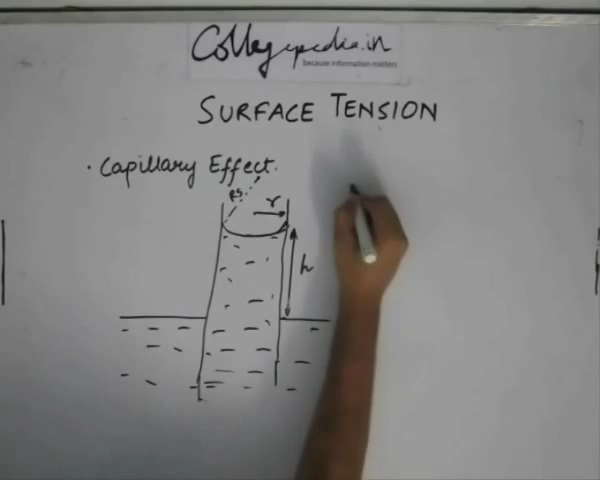 Collegepedia.in
because information matters
SURFACE TENSION
· Capillary Effect.
r
h